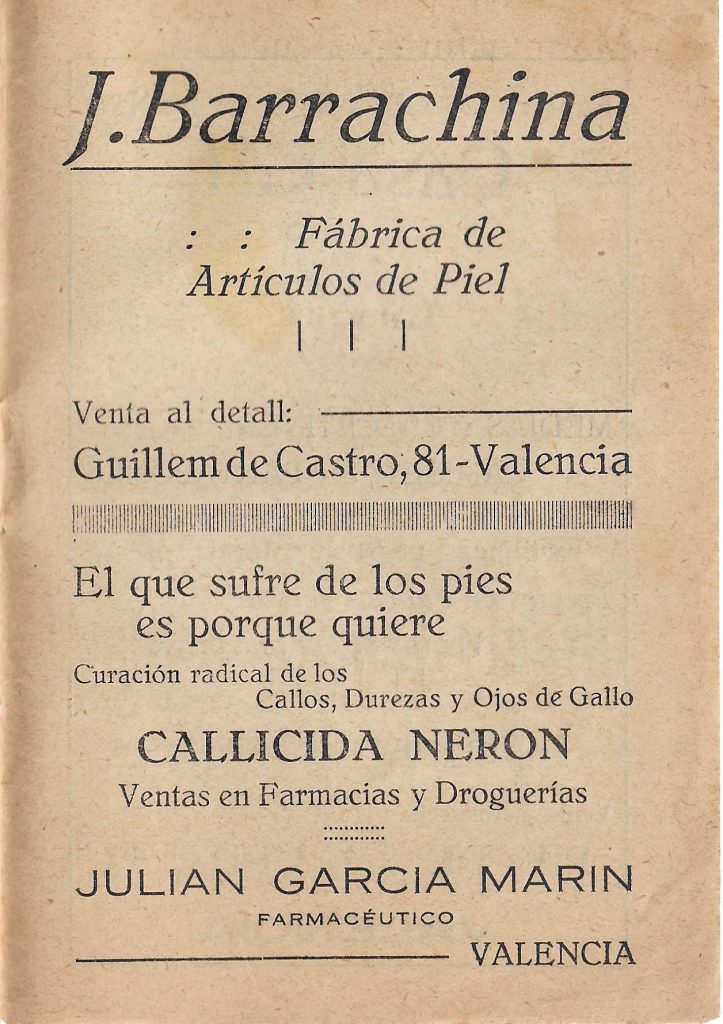 J. Barrachina
: : Fábrica de
Artículos de Piel
| | |
Venta al detall:
Guillem de Castro, 81-Valencia
El que sufre de los pies
es porque quiere
Curación radical de los
Callos, Durezas y Ojos de Gallo
CALLICIDA NERON
Ventas en Farmacias y Droguerías
JULIAN GARCIA MARIN
FARMACÉUTICO
VALENCIA